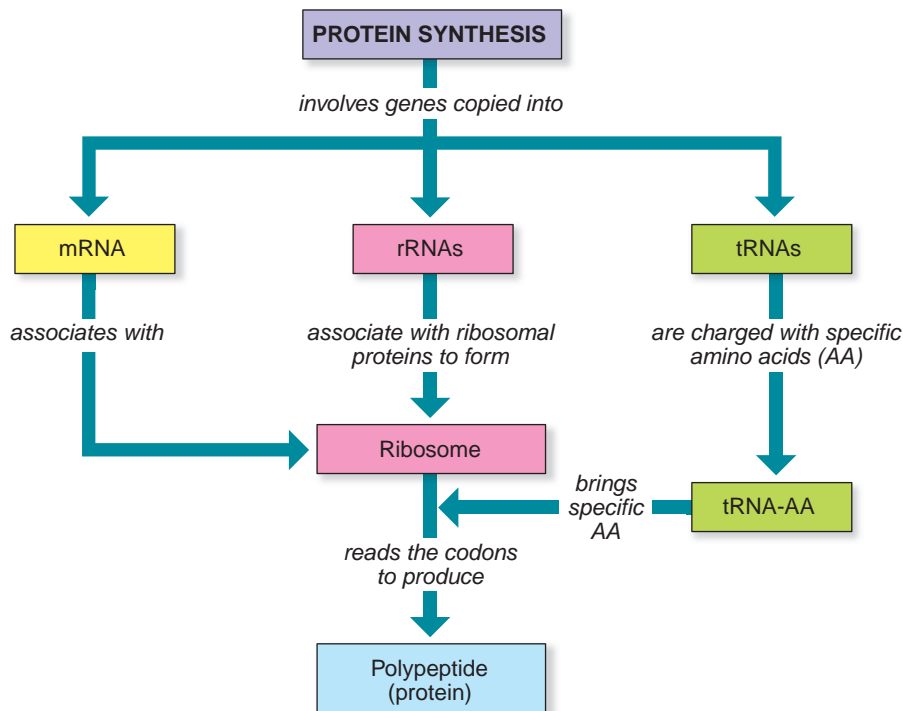 PROTEIN SYNTHESIS
involves genes copied into
mRNA
rRNAs
tRNAs
associates with
associate with ribosomal
proteins to form
are charged with specific
amino acids (AA)
Ribosome
brings
specific
AA
tRNA-AA
reads the codons
to produce
Polypeptide
(protein)